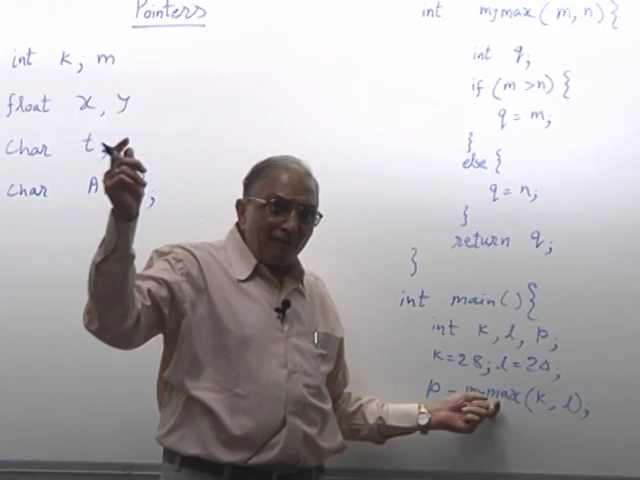 Pointers
int k, m
float x, y
char t
char A ;
int mymax( m, n) {
int q;
if (m >n) {
q = m;
}
else {
q = n;
}
return q;
}
int main() {
int k, l, p;
k=28; l=24;
p = mymax(k, l);